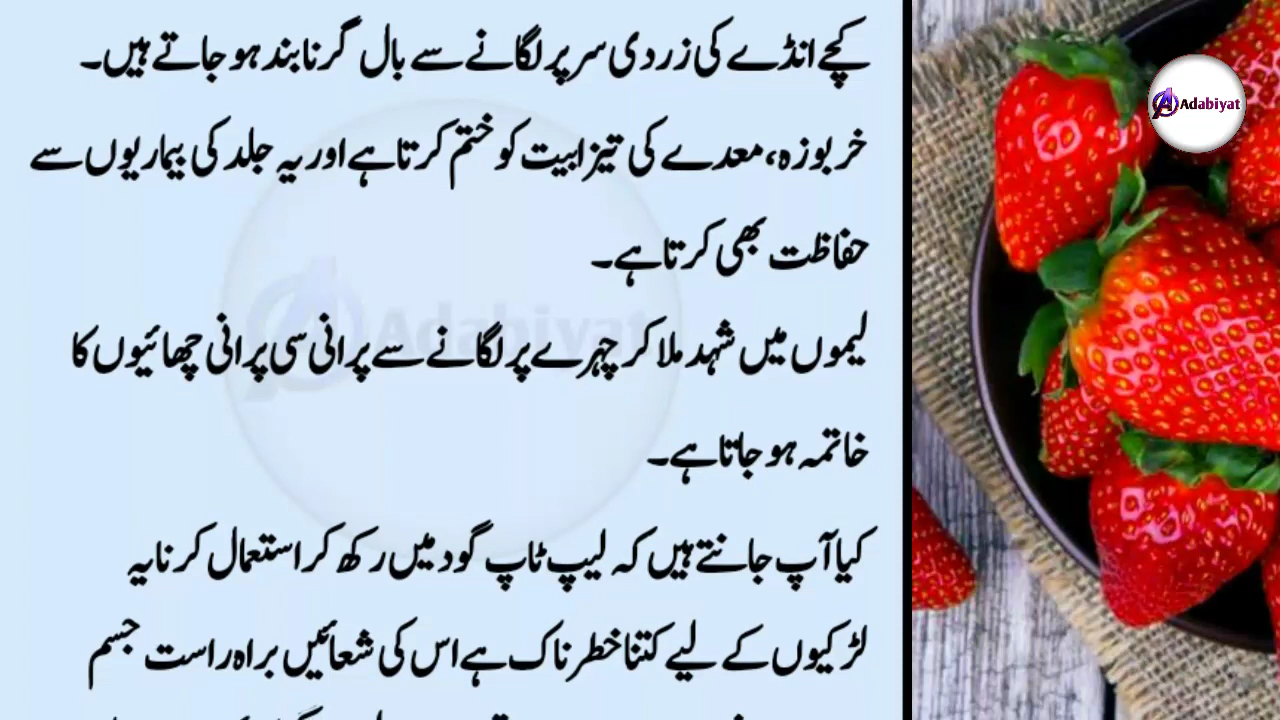 کچے انڈے کی زردی سر پر لگانے سے بال گرنا بند ہو جاتے ہیں۔
خربوزہ، معدے کی تیزابیت کو ختم کرتا ہے اور یہ جلد کی بیماریوں سے
حفاظت بھی کرتا ہے۔
لیموں میں شہد ملا کر چہرے پر لگانے سے پرانی سی پرانی چھائیوں کا
خاتمہ ہو جاتا ہے۔
کیا آپ جانتے ہیں کہ لیپ ٹاپ گود میں رکھ کر استعمال کرنا یہ
لڑکیوں کے لیے کتنا خطرناک ہے اس کی شعائیں براہ راست جسم
Adabiyat
Adabiyat